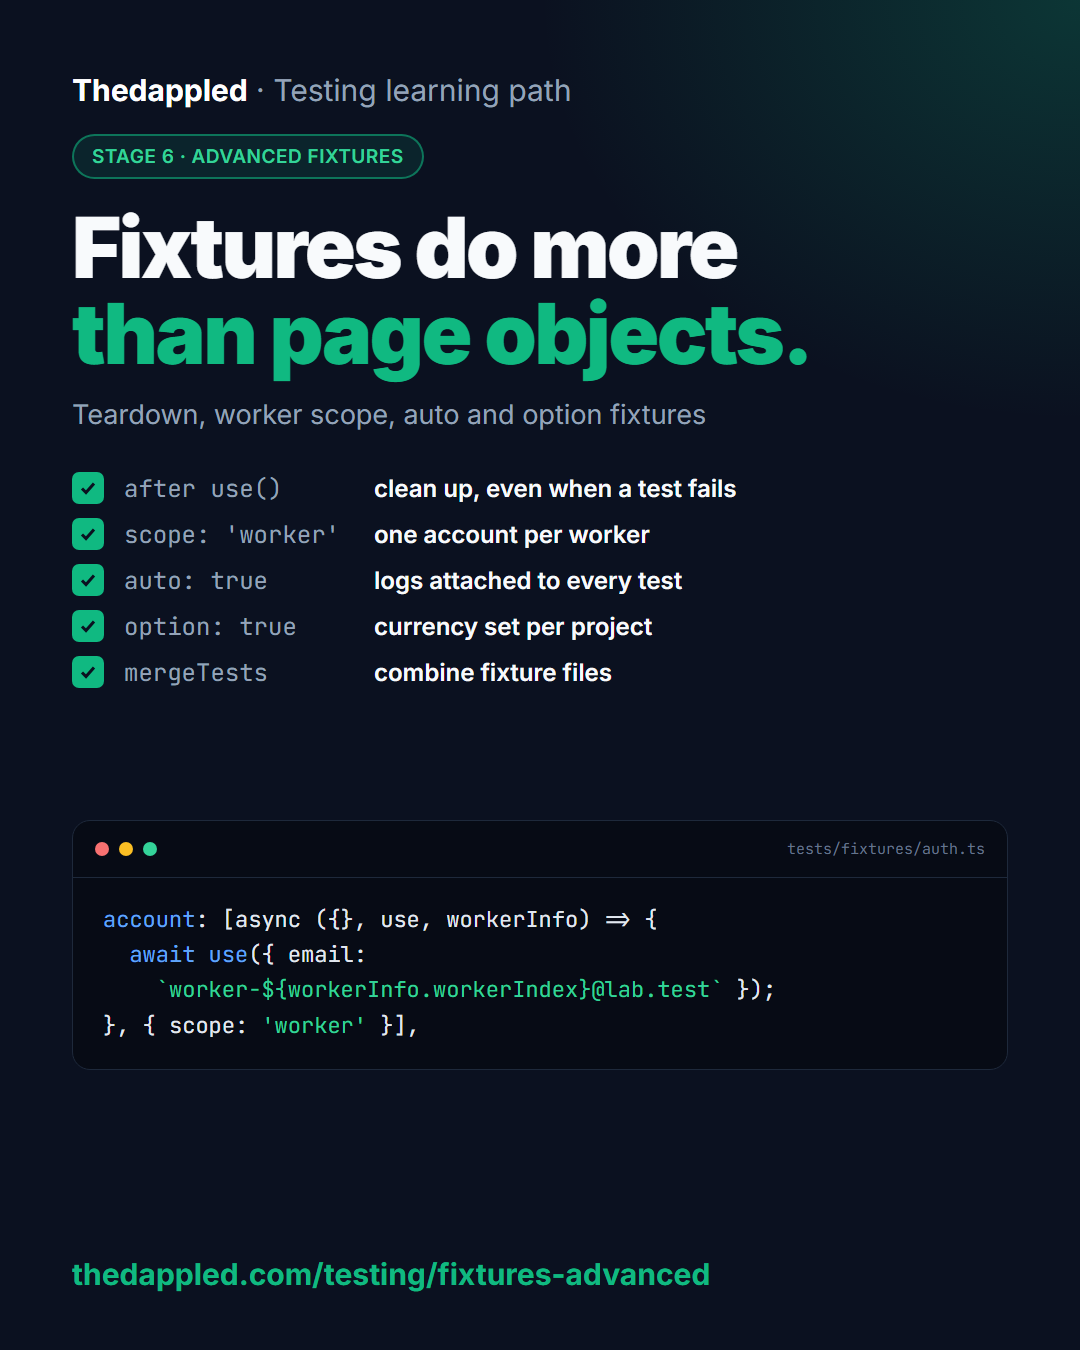 Thedappled · Testing learning path
STAGE 6 · ADVANCED FIXTURES
Fixtures do more
than page objects.
Teardown, worker scope, auto and option fixtures
after use() clean up, even when a test fails
scope: 'worker' one account per worker
auto: true logs attached to every test
option: true currency set per project
mergeTests combine fixture files
tests/fixtures/auth.ts
account: [async ({}, use, workerInfo) => {
  await use({ email:
    `worker-${workerInfo.workerIndex}@lab.test` });
}, { scope: 'worker' }],
thedappled.com/testing/fixtures-advanced